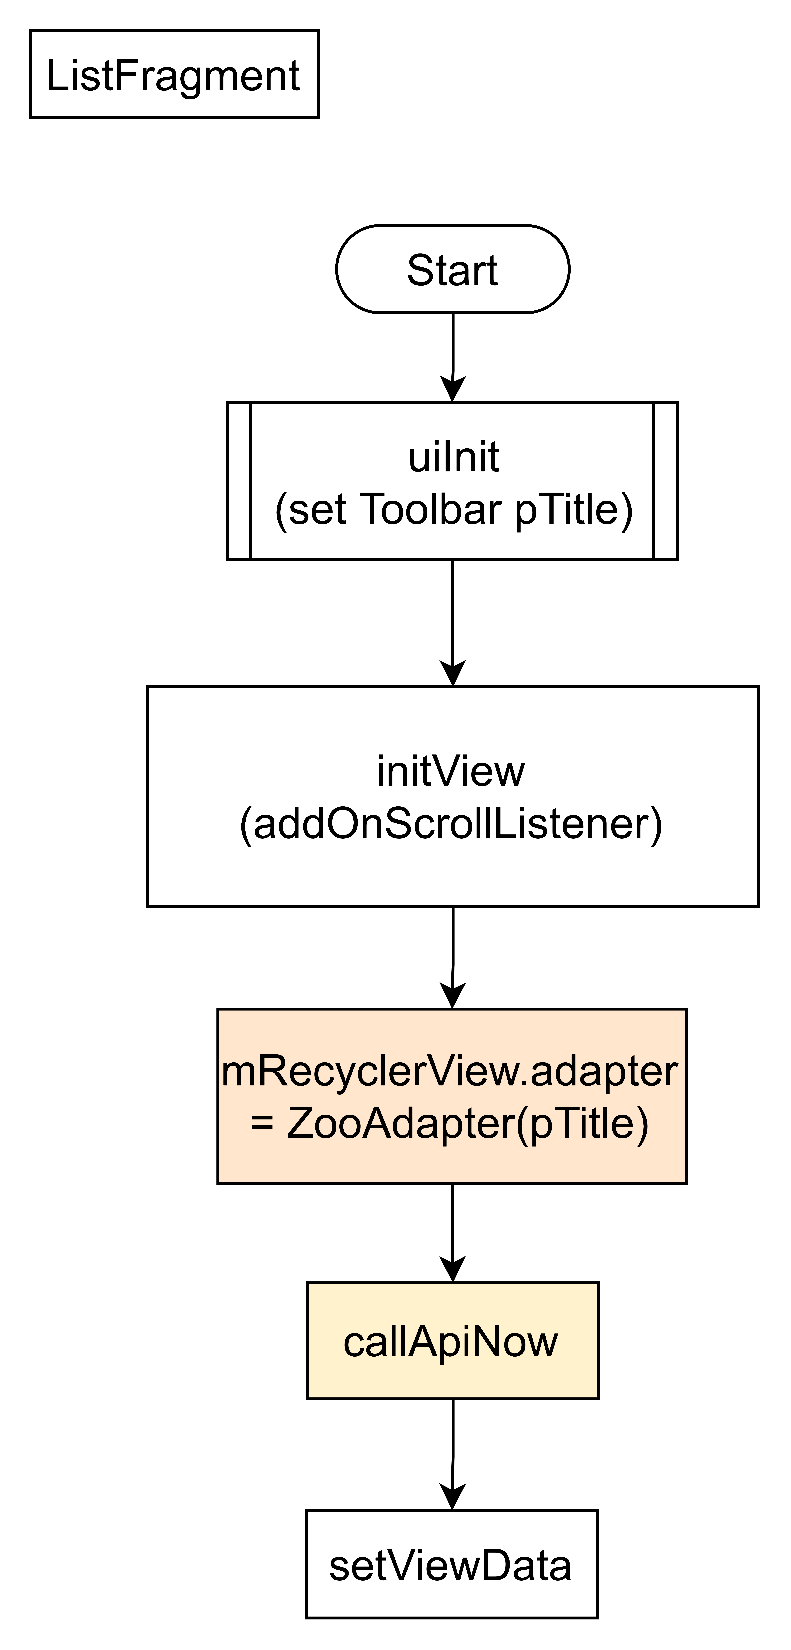 ListFragment
Start
uiInit
(set Toolbar pTitle)
initView
(addOnScrollListener)
mRecyclerView.adapter
= ZooAdapter(pTitle)
callApiNow
setViewData